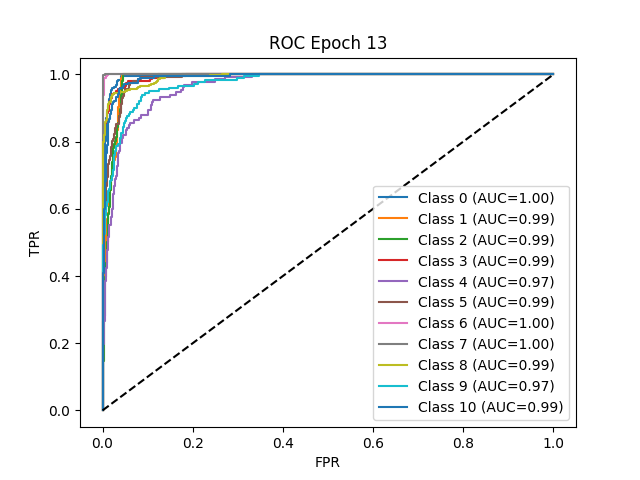 ROC Epoch 13
1.0
0.8
0.6
0.4
0.2
0.0
TPR
0.0 0.2 0.4 0.6 0.8 1.0
FPR
Class 0 (AUC=1.00)
Class 1 (AUC=0.99)
Class 2 (AUC=0.99)
Class 3 (AUC=0.99)
Class 4 (AUC=0.97)
Class 5 (AUC=0.99)
Class 6 (AUC=1.00)
Class 7 (AUC=1.00)
Class 8 (AUC=0.99)
Class 9 (AUC=0.97)
Class 10 (AUC=0.99)